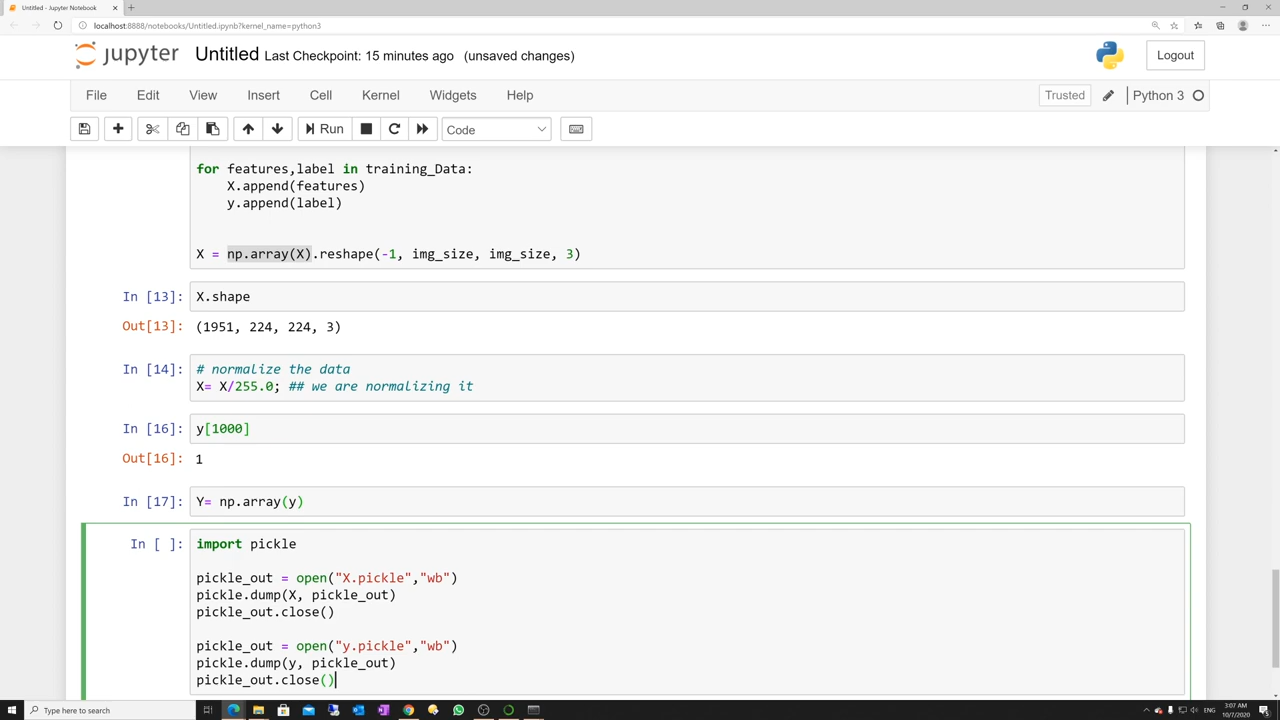 Untitled - Jupyter Notebook
localhost:8888/notebooks/Untitled.ipynb?kernel_name=python3
jupyter Untitled Last Checkpoint: 15 minutes ago (unsaved changes)
Logout
File Edit View Insert Cell Kernel Widgets Help
Trusted Python 3
Run Code
for features,label in training_Data:
X.append(features)
y.append(label)
X = np.array(X).reshape(-1, img_size, img_size, 3)
In [13]: X.shape
Out[13]: (1951, 224, 224, 3)
In [14]: # normalize the data
X= X/255.0; ## we are normalizing it
In [16]: y[1000]
Out[16]: 1
In [17]: Y= np.array(y)
In [ ]: import pickle
pickle_out = open("X.pickle","wb")
pickle.dump(X, pickle_out)
pickle_out.close()
pickle_out = open("y.pickle","wb")
pickle.dump(y, pickle_out)
pickle_out.close()
Type here to search
ENG
3:07 AM
10/7/2020